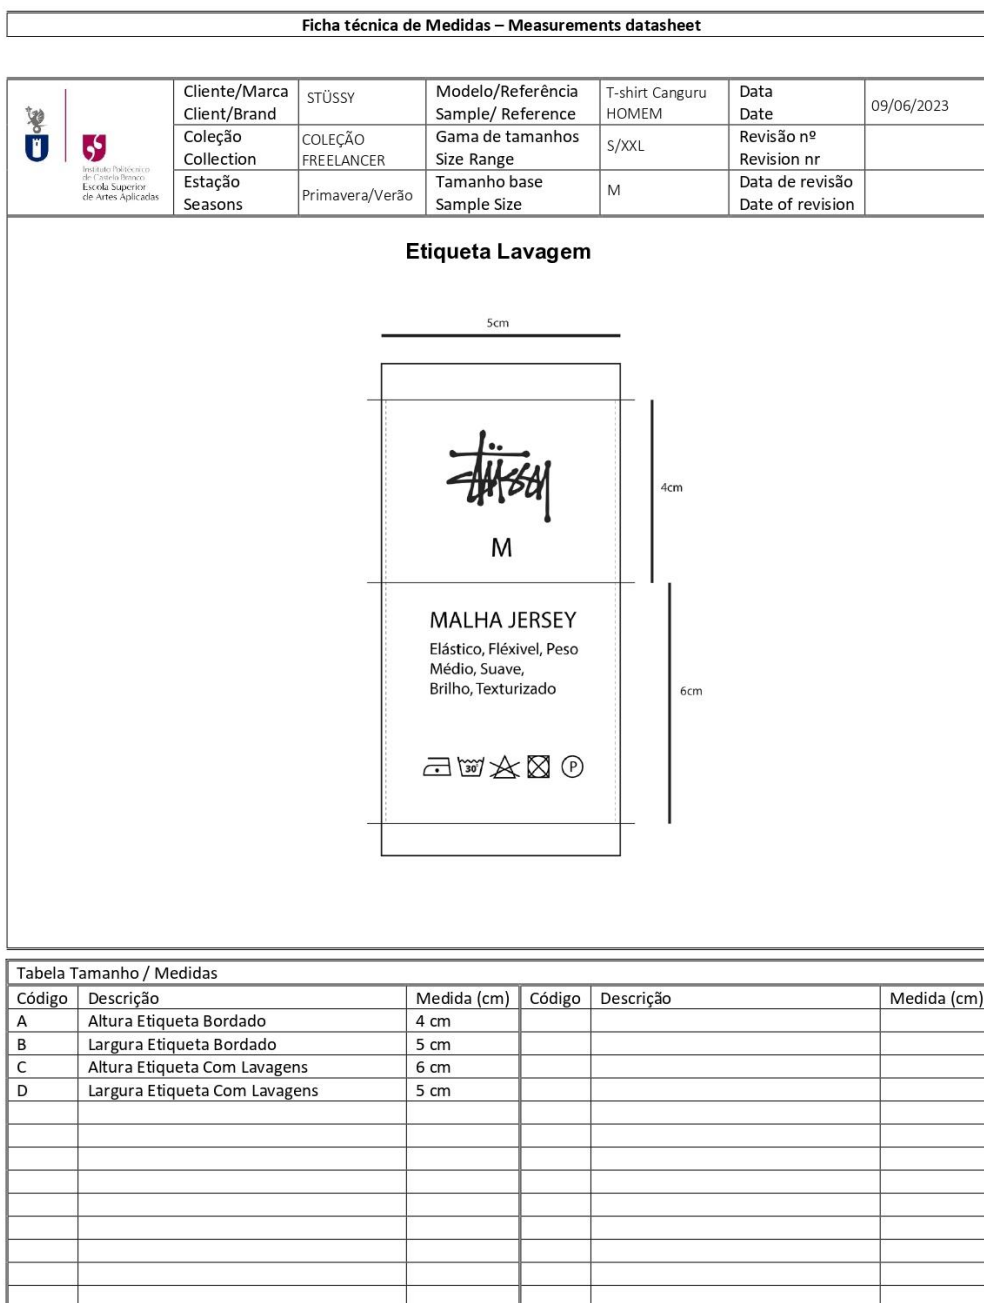 Ficha técnica de Medidas – Measurements datasheet
Instituto Politécnico
de Castelo Branco
Escola Superior
de Artes Aplicadas
Cliente/Marca
Client/Brand
STÜSSY
Modelo/Referência
Sample/ Reference
T-shirt Canguru
HOMEM
Data
Date
09/06/2023
Coleção
Collection
COLEÇÃO
FREELANCER
Gama de tamanhos
Size Range
S/XXL
Revisão nº
Revision nr
Estação
Seasons
Primavera/Verão
Tamanho base
Sample Size
M
Data de revisão
Date of revision
Etiqueta Lavagem
5cm
STÜSSY
4cm
M
MALHA JERSEY
Elástico, Fléxivel, Peso
Médio, Suave,
Brilho, Texturizado
6cm
30°
P
Tabela Tamanho / Medidas
Código Descrição Medida (cm) Código Descrição Medida (cm)
A Altura Etiqueta Bordado 4 cm
B Largura Etiqueta Bordado 5 cm
C Altura Etiqueta Com Lavagens 6 cm
D Largura Etiqueta Com Lavagens 5 cm